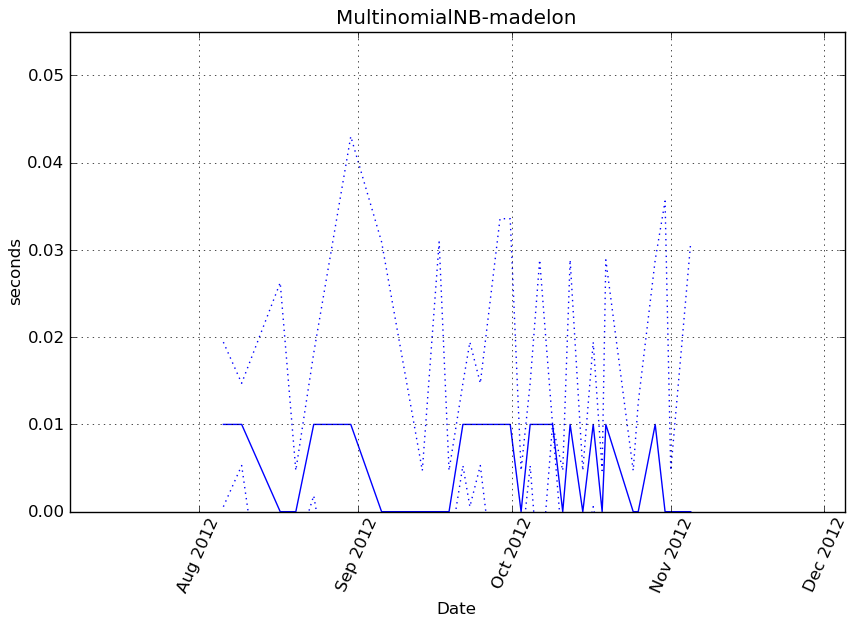 MultinomialNB-madelon
0.05
0.04
0.03
0.02
0.01
0.00
seconds
Aug 2012
Sep 2012
Oct 2012
Nov 2012
Dec 2012
Date